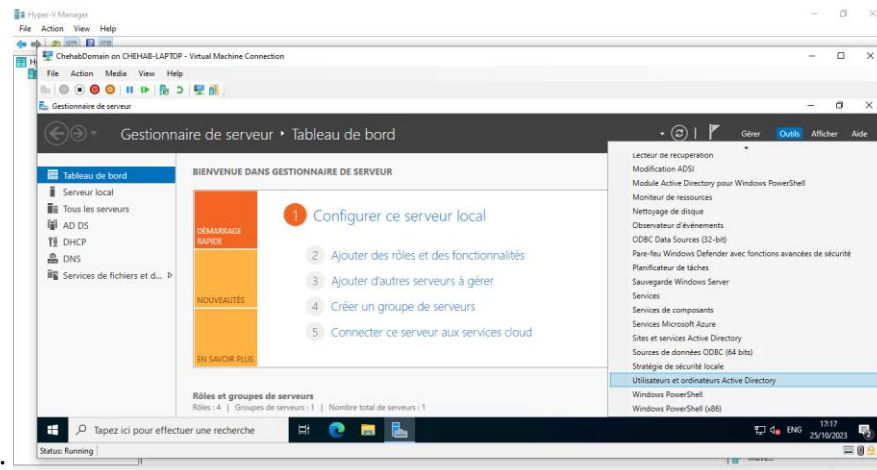 Hyper-V Manager
File Action View Help
ChehabDomain on CHEHAB-LAPTOP - Virtual Machine Connection
File Action Media View Help
Gestionnaire de serveur
Gestionnaire de serveur • Tableau de bord
Gérer Outils Afficher Aide
Tableau de bord
Serveur local
Tous les serveurs
AD DS
DHCP
DNS
Services de fichiers et d...
BIENVENUE DANS GESTIONNAIRE DE SERVEUR
DÉMARRAGE
RAPIDE
NOUVEAUTÉS
EN SAVOIR PLUS
1 Configurer ce serveur local
2 Ajouter des rôles et des fonctionnalités
3 Ajouter d'autres serveurs à gérer
4 Créer un groupe de serveurs
5 Connecter ce serveur aux services cloud
Rôles et groupes de serveurs
Rôles : 4 | Groupes de serveurs : 1 | Nombre total de serveurs : 1
Lecteur de récupération
Modification ADSI
Module Active Directory pour Windows PowerShell
Moniteur de ressources
Nettoyage de disque
Observateur d'événements
ODBC Data Sources (32-bit)
Pare-feu Windows Defender avec fonctions avancées de sécurité
Planificateur de tâches
Sauvegarde Windows Server
Services
Services de composants
Services Microsoft Azure
Sites et services Active Directory
Sources de données ODBC (64 bits)
Stratégie de sécurité locale
Utilisateurs et ordinateurs Active Directory
Windows PowerShell
Windows PowerShell (x86)
Tapez ici pour effectuer une recherche
ENG
17:17
25/10/2023
2
Status: Running